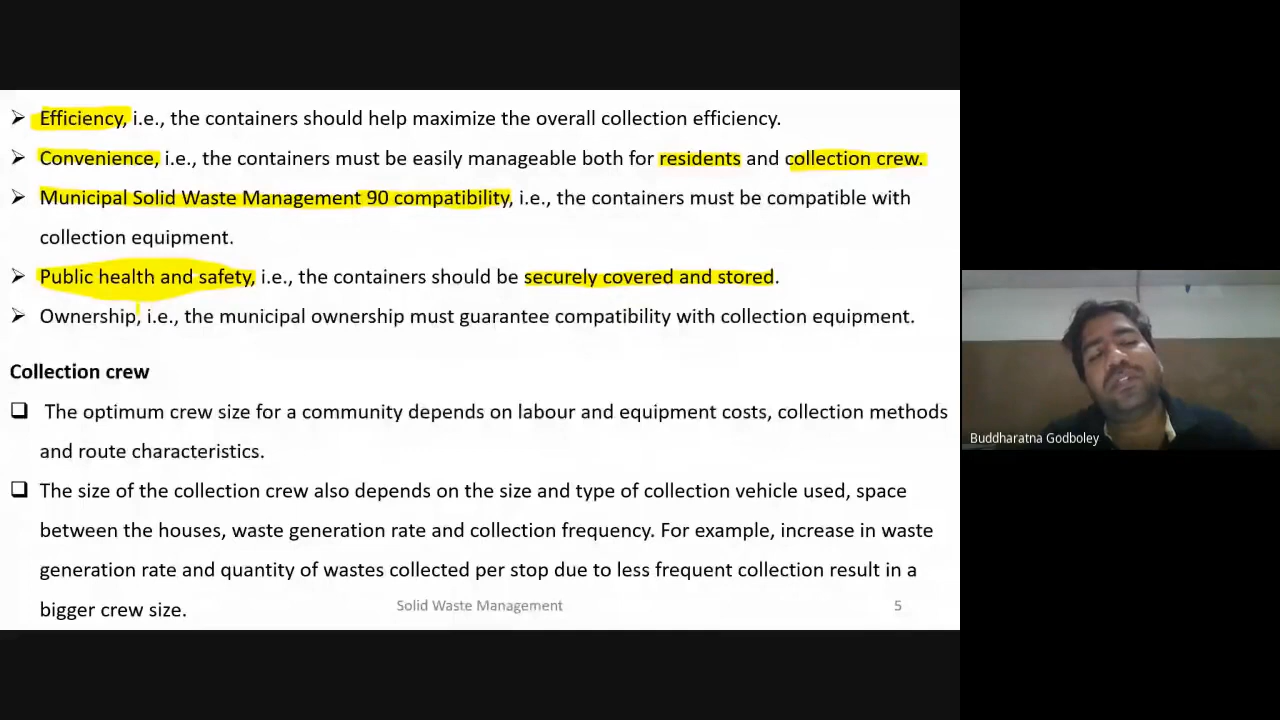 ➢ Efficiency, i.e., the containers should help maximize the overall collection efficiency.
➢ Convenience, i.e., the containers must be easily manageable both for residents and collection crew.
➢ Municipal Solid Waste Management 90 compatibility, i.e., the containers must be compatible with
collection equipment.
➢ Public health and safety, i.e., the containers should be securely covered and stored.
➢ Ownership, i.e., the municipal ownership must guarantee compatibility with collection equipment.
Collection crew
❑ The optimum crew size for a community depends on labour and equipment costs, collection methods
and route characteristics.
❑ The size of the collection crew also depends on the size and type of collection vehicle used, space
between the houses, waste generation rate and collection frequency. For example, increase in waste
generation rate and quantity of wastes collected per stop due to less frequent collection result in a
bigger crew size.
Solid Waste Management 5
Buddharatna Godboley